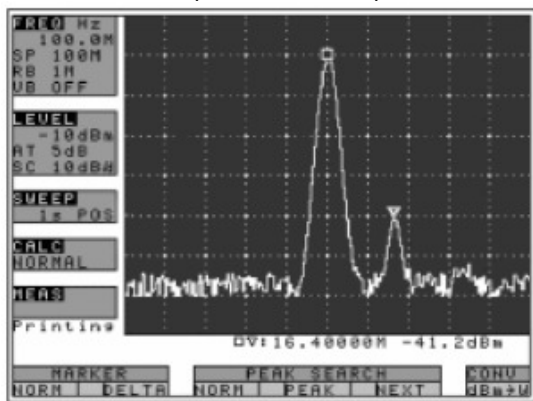 FREQ Hz
100.0M
SP 100M
RB 1M
VB OFF
LEVEL
-10dBm
AT 5dB
SC 10dB
SWEEP
1s POS
CALC
NORMAL
MEAS
Printing
□▽:16.40000M -41.2dBm
MARKER
NORM DELTA
PEAK SEARCH
NORM PEAK NEXT
CONV
dBm→W